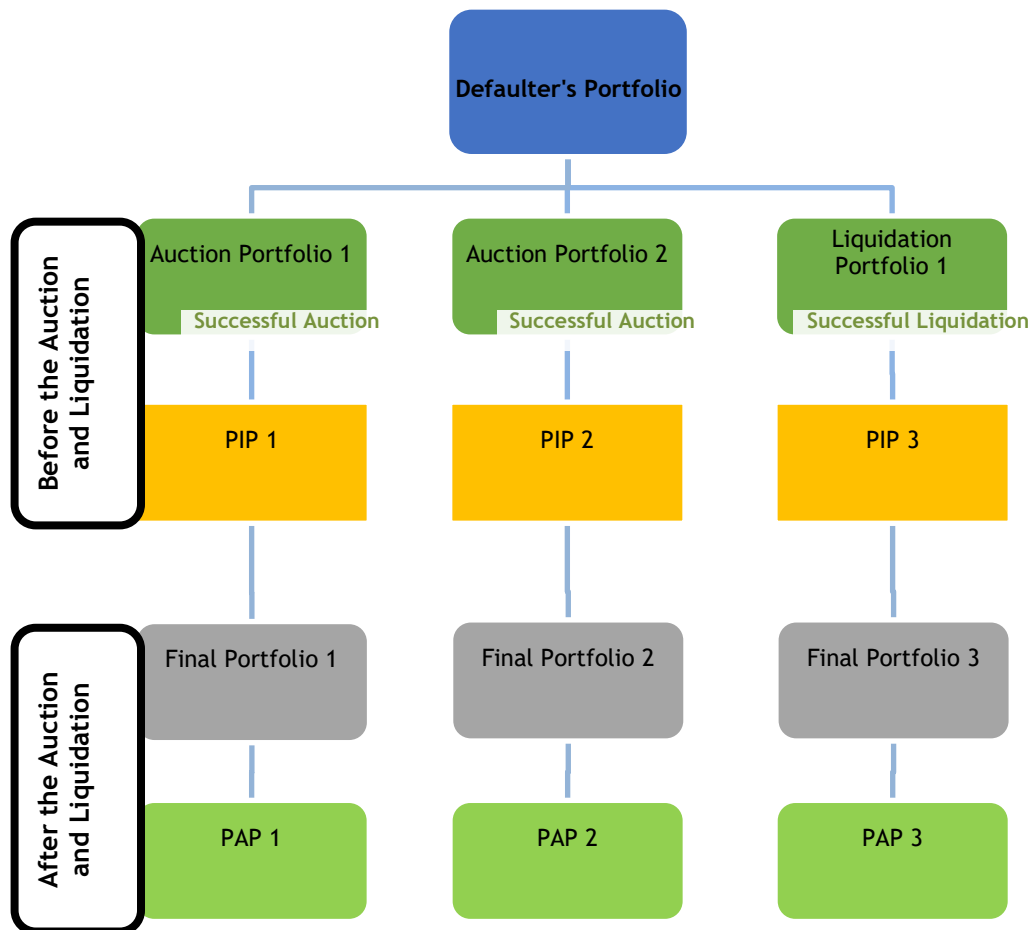 Defaulter's Portfolio
Before the Auction
and Liquidation
Auction Portfolio 1
Auction Portfolio 2
Liquidation
Portfolio 1
Successful Auction
Successful Auction
Successful Liquidation
PIP 1
PIP 2
PIP 3
After the Auction
and Liquidation
Final Portfolio 1
Final Portfolio 2
Final Portfolio 3
PAP 1
PAP 2
PAP 3